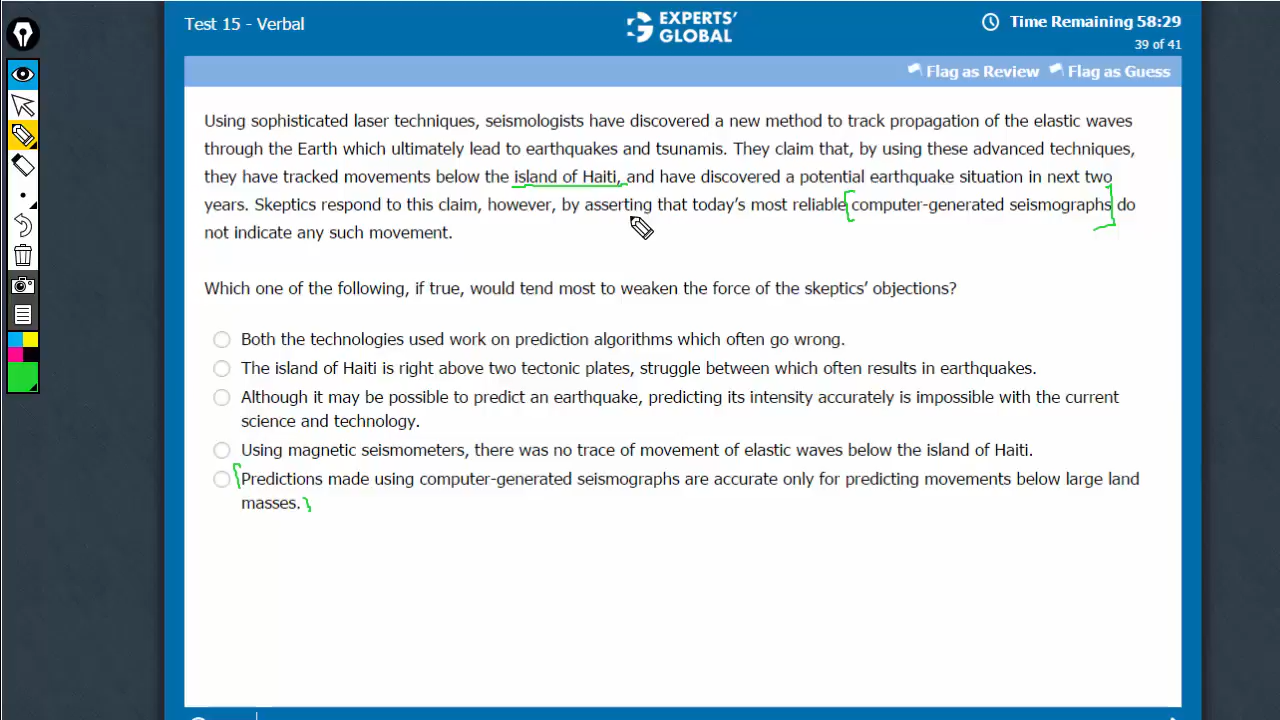 Test 15 - Verbal
EXPERTS'
GLOBAL
Time Remaining 58:29
39 of 41
Flag as Review Flag as Guess
Using sophisticated laser techniques, seismologists have discovered a new method to track propagation of the elastic waves
through the Earth which ultimately lead to earthquakes and tsunamis. They claim that, by using these advanced techniques,
they have tracked movements below the island of Haiti, and have discovered a potential earthquake situation in next two
years. Skeptics respond to this claim, however, by asserting that today's most reliable computer-generated seismographs do
not indicate any such movement.
Which one of the following, if true, would tend most to weaken the force of the skeptics' objections?
Both the technologies used work on prediction algorithms which often go wrong.
The island of Haiti is right above two tectonic plates, struggle between which often results in earthquakes.
Although it may be possible to predict an earthquake, predicting its intensity accurately is impossible with the current
science and technology.
Using magnetic seismometers, there was no trace of movement of elastic waves below the island of Haiti.
Predictions made using computer-generated seismographs are accurate only for predicting movements below large land
masses.